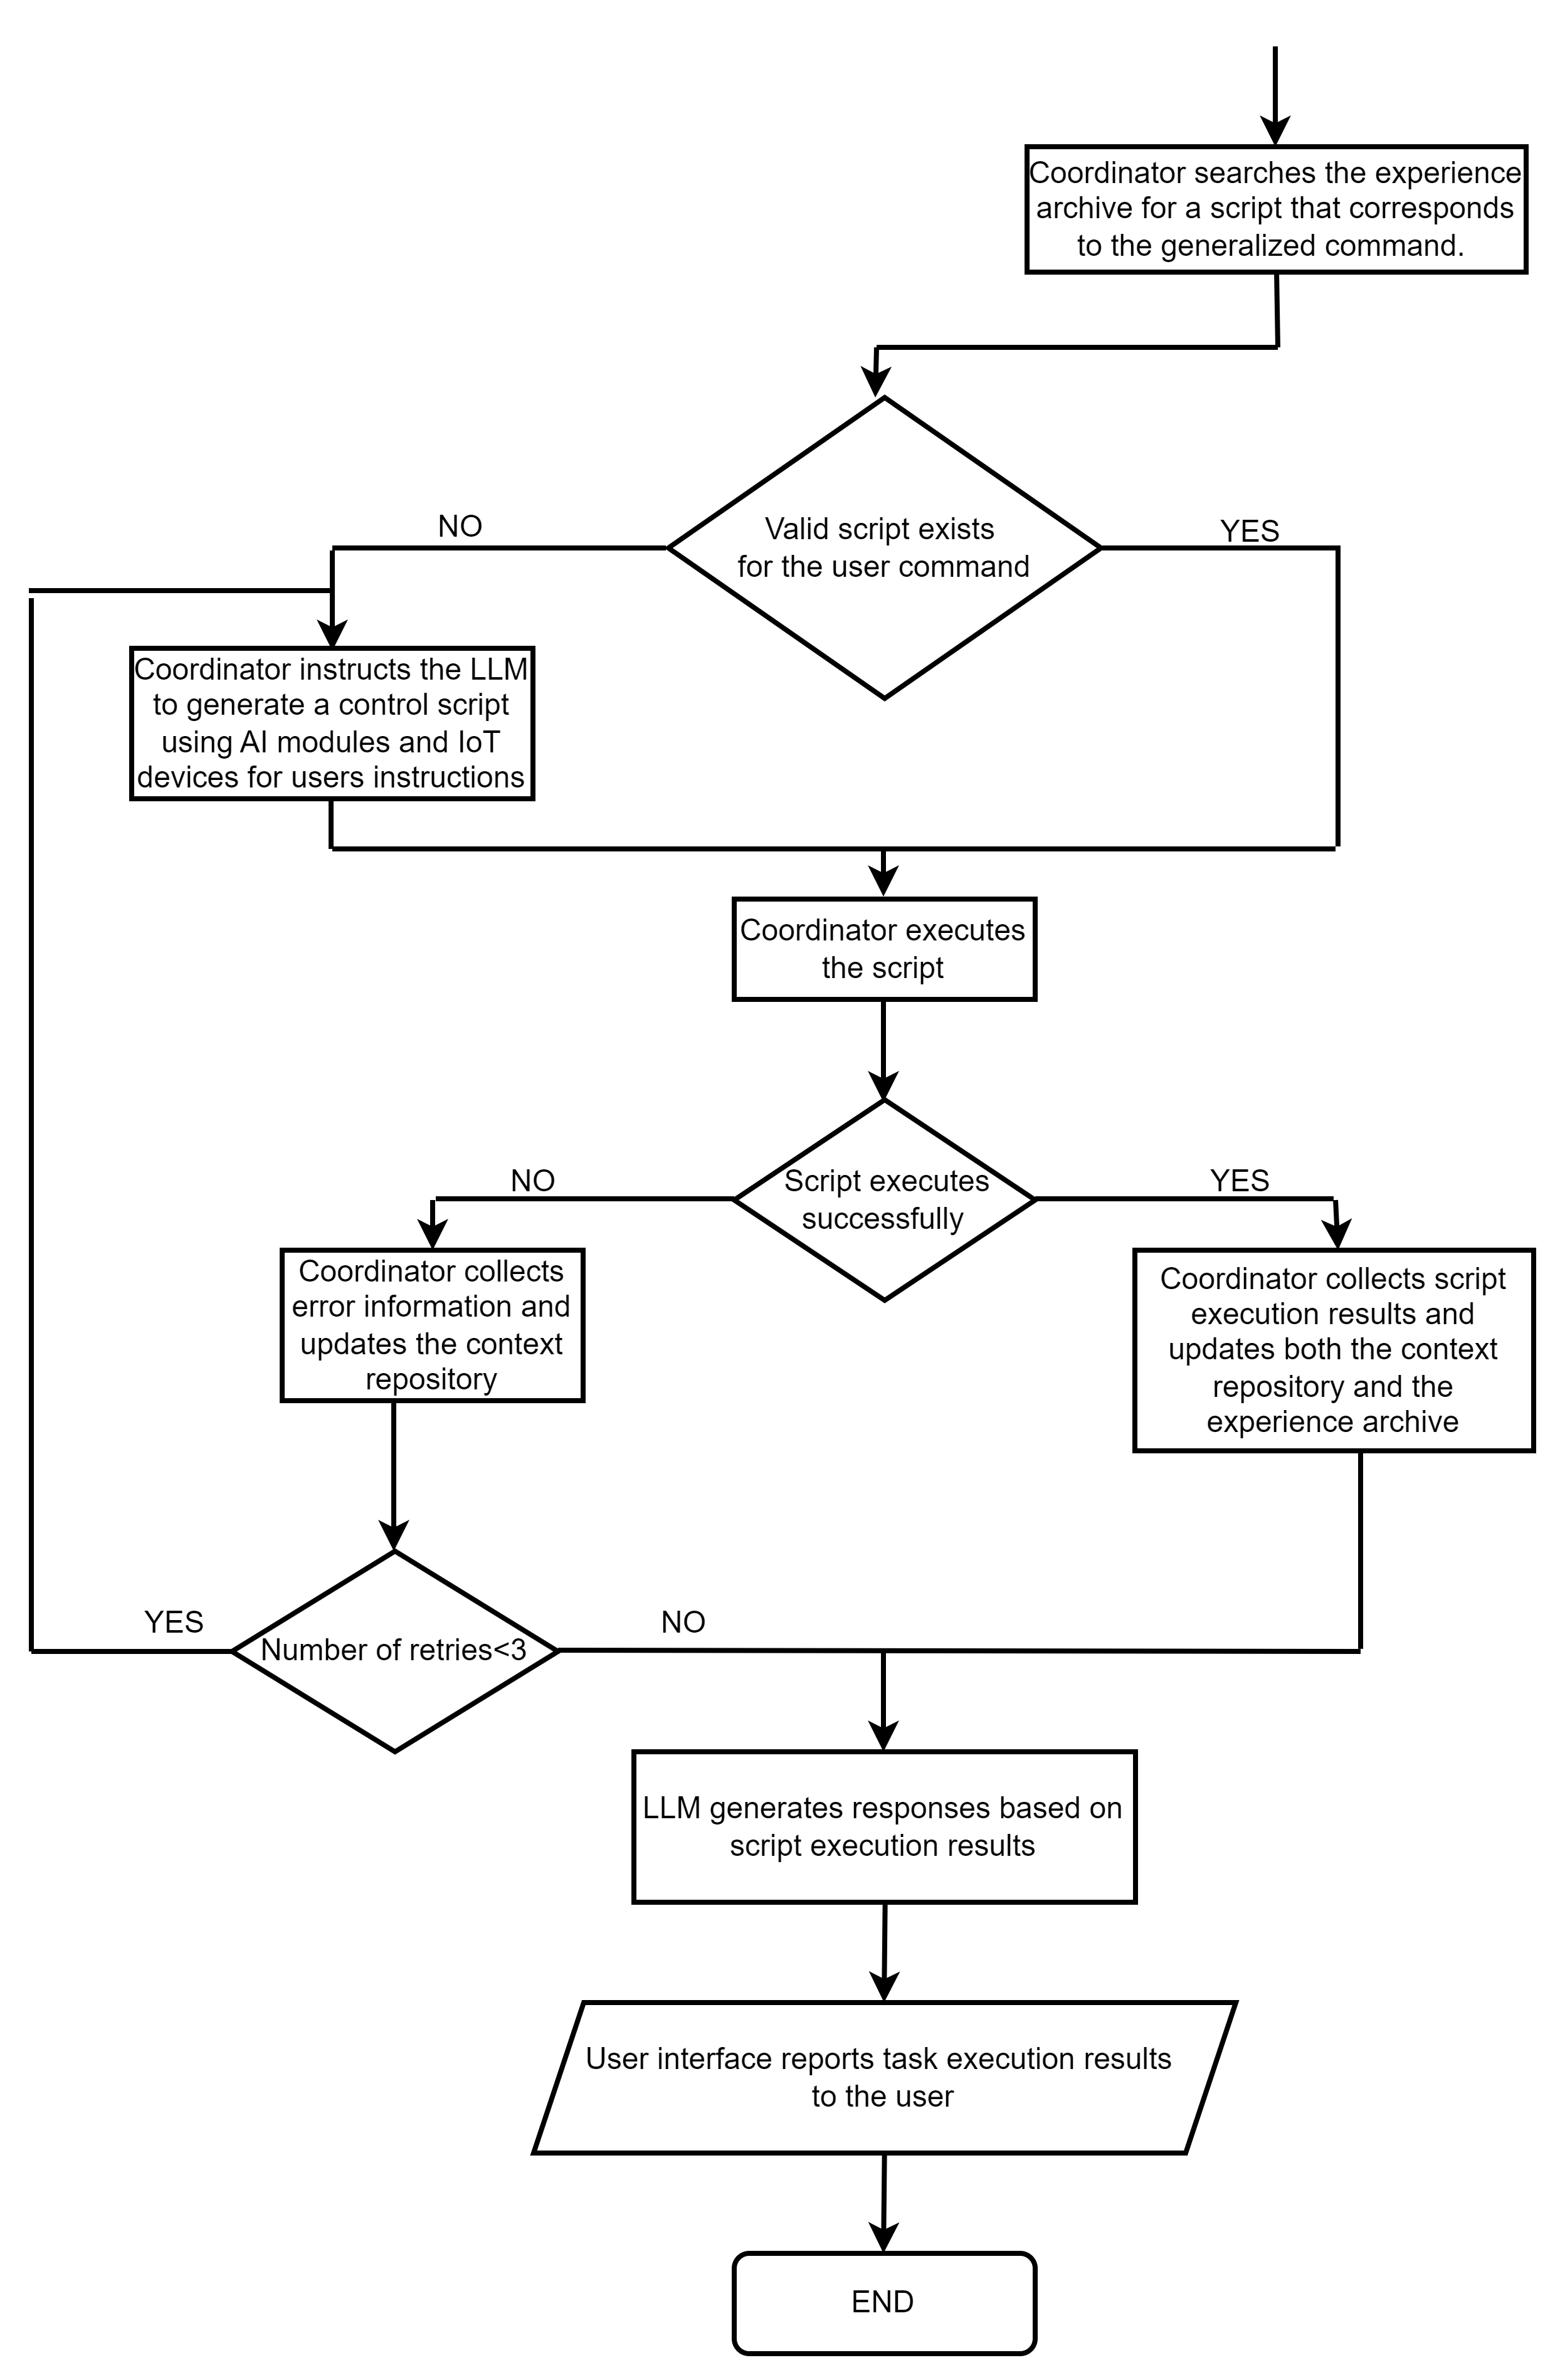 Coordinator searches the experience
archive for a script that corresponds
to the generalized command.
Valid script exists
for the user command
NO
YES
Coordinator instructs the LLM
to generate a control script
using AI modules and IoT
devices for users instructions
Coordinator executes
the script
Script executes
successfully
NO
YES
Coordinator collects
error information and
updates the context
repository
Coordinator collects script
execution results and
updates both the context
repository and the
experience archive
YES
Number of retries<3
NO
LLM generates responses based on
script execution results
User interface reports task execution results
to the user
END